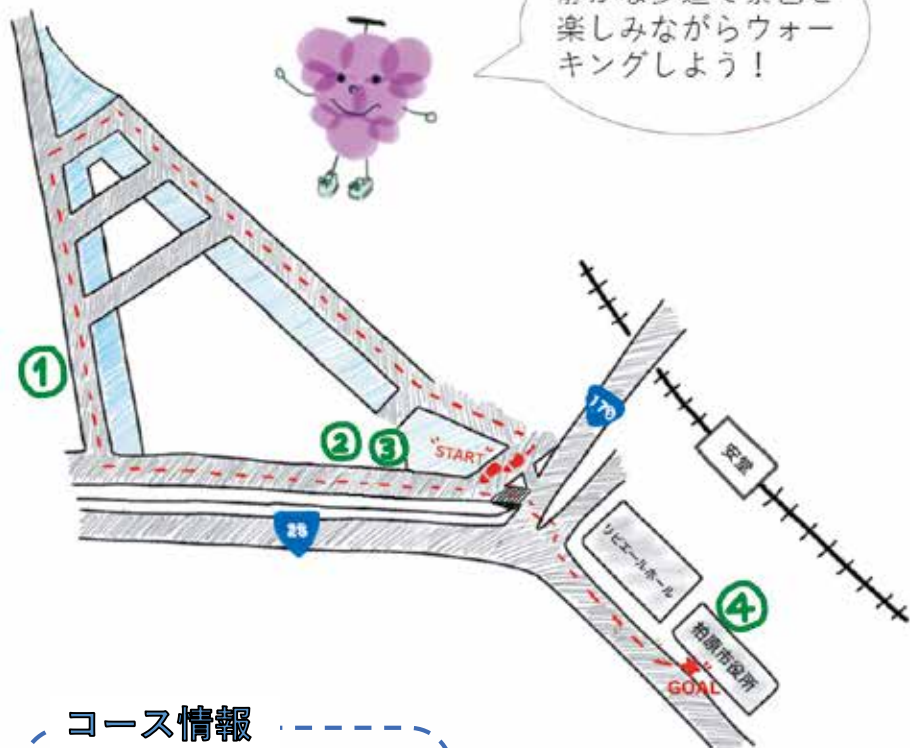 楽しみながらウォー
キングしよう！
①
170
② ③
"START"
安堂
25
リビエールホール
④
柏原市役所
GOAL
コース情報